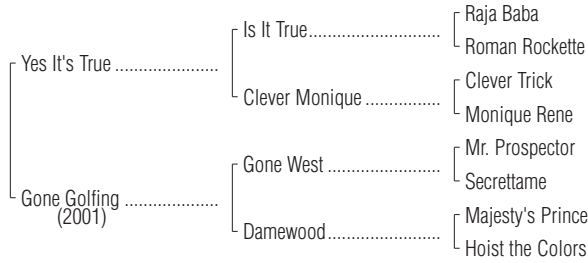 Raja Baba
Is It True
Roman Rockette
Yes It's True
Clever Trick
Clever Monique
Monique Rene
Mr. Prospector
Gone West
Secrettame
Gone Golfing
(2001)
Majesty's Prince
Damewood
Hoist the Colors